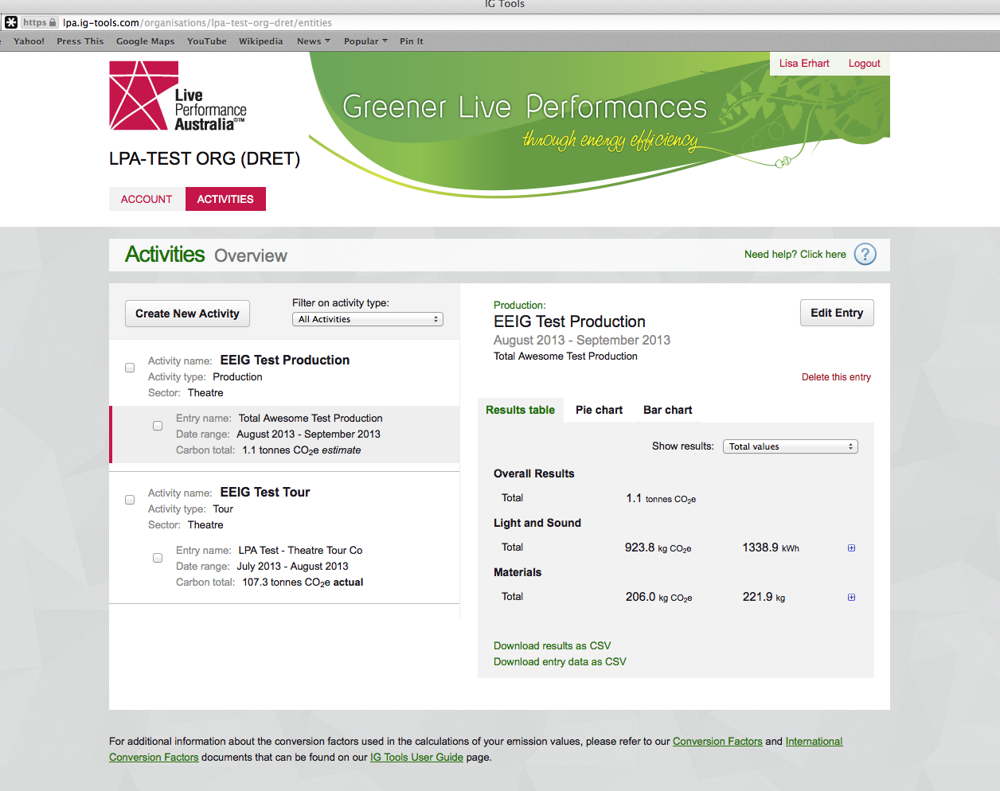 IG Tools
https lpa.ig-tools.com/organisations/lpa-test-org-dret/entities
Yahoo! Press This Google Maps YouTube Wikipedia News Popular Pin It
Lisa Erhart Logout
Live
Performance
Australia©™
Greener Live Performances
through energy efficiency
LPA-TEST ORG (DRET)
ACCOUNT ACTIVITIES
Activities Overview
Need help? Click here ?
Create New Activity
Filter on activity type:
All Activities
Activity name: EEIG Test Production
Activity type: Production
Sector: Theatre
Entry name: Total Awesome Test Production
Date range: August 2013 - September 2013
Carbon total: 1.1 tonnes CO2e estimate
Activity name: EEIG Test Tour
Activity type: Tour
Sector: Theatre
Entry name: LPA Test - Theatre Tour Co
Date range: July 2013 - August 2013
Carbon total: 107.3 tonnes CO2e actual
Production:
EEIG Test Production
August 2013 - September 2013
Total Awesome Test Production
Edit Entry
Delete this entry
Results table Pie chart Bar chart
Show results: Total values
Overall Results
Total 1.1 tonnes CO2e
Light and Sound
Total 923.8 kg CO2e 1338.9 kWh
Materials
Total 206.0 kg CO2e 221.9 kg
Download results as CSV
Download entry data as CSV
For additional information about the conversion factors used in the calculations of your emission values, please refer to our Conversion Factors and International
Conversion Factors documents that can be found on our IG Tools User Guide page.